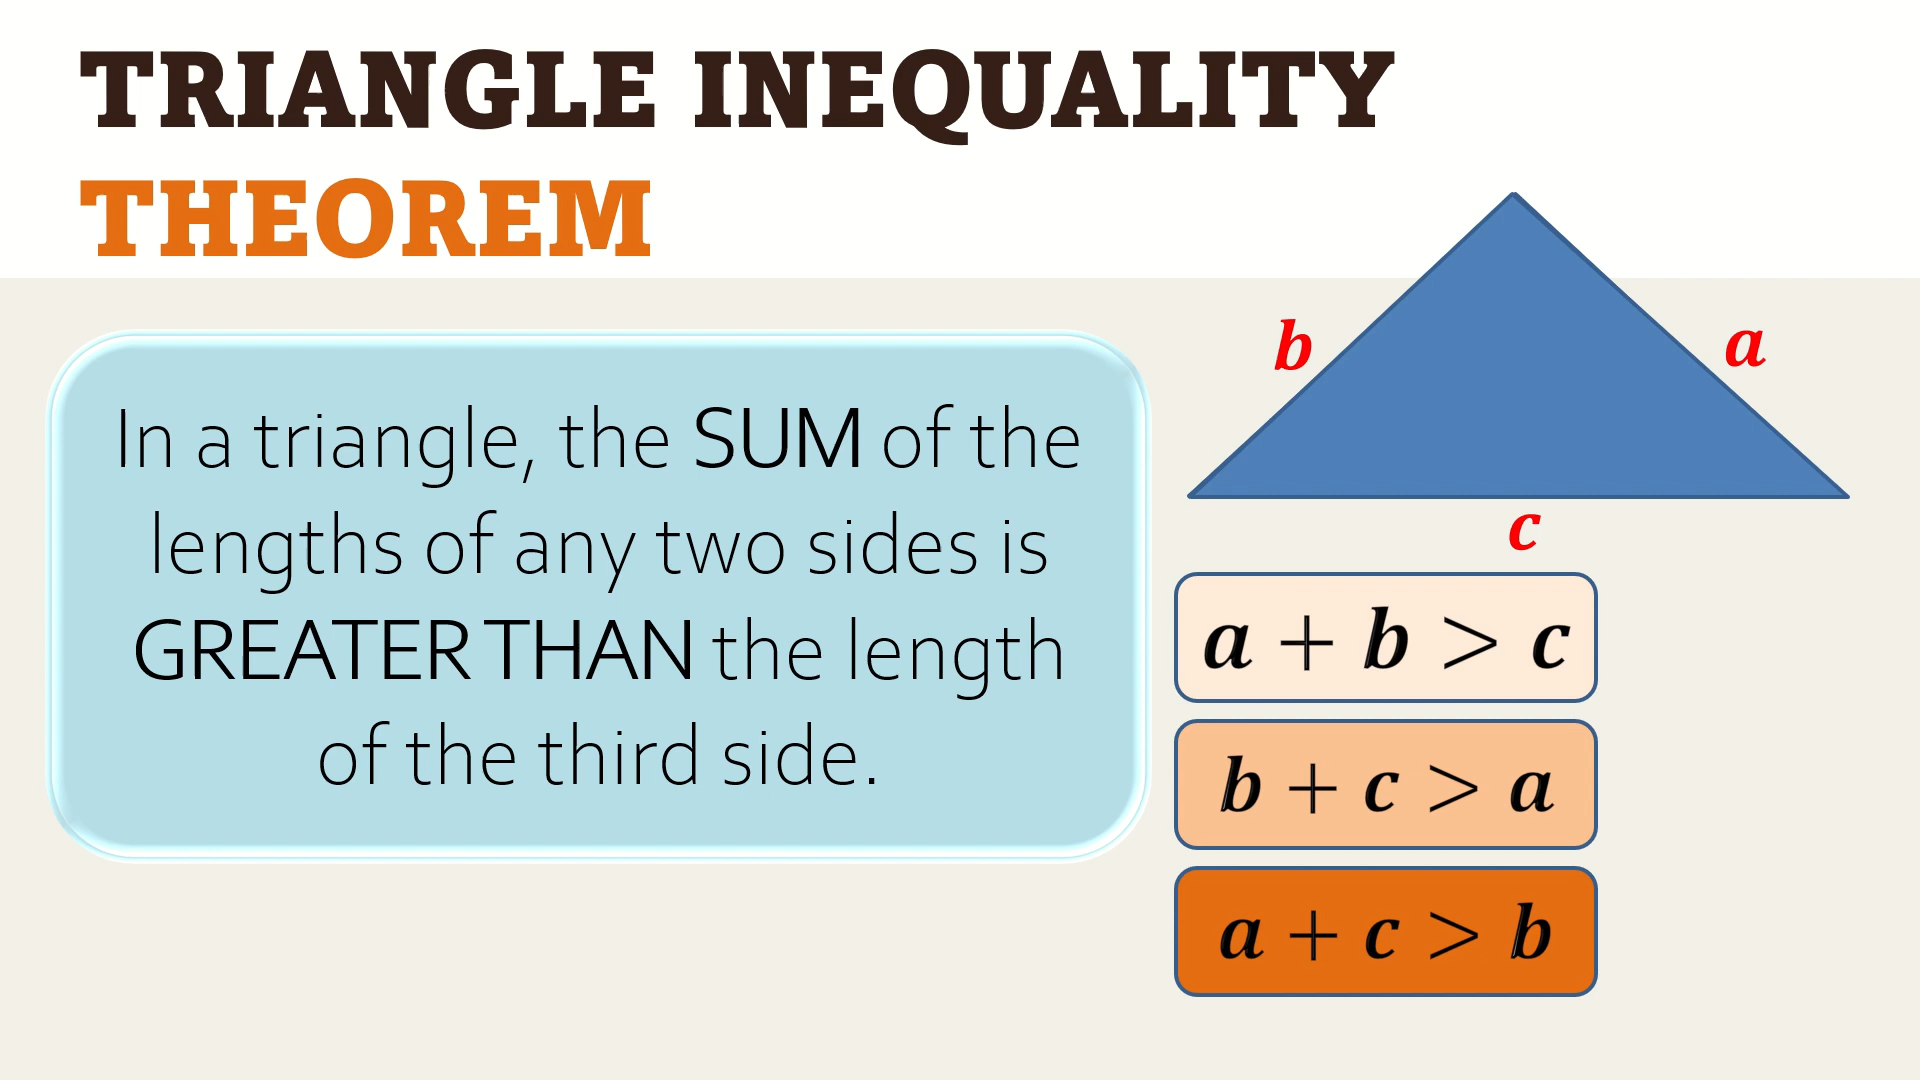 TRIANGLE INEQUALITY
THEOREM
In a triangle, the SUM of the
lengths of any two sides is
GREATER THAN the length
of the third side.
b
a
c
a + b > c
b + c > a
a + c > b